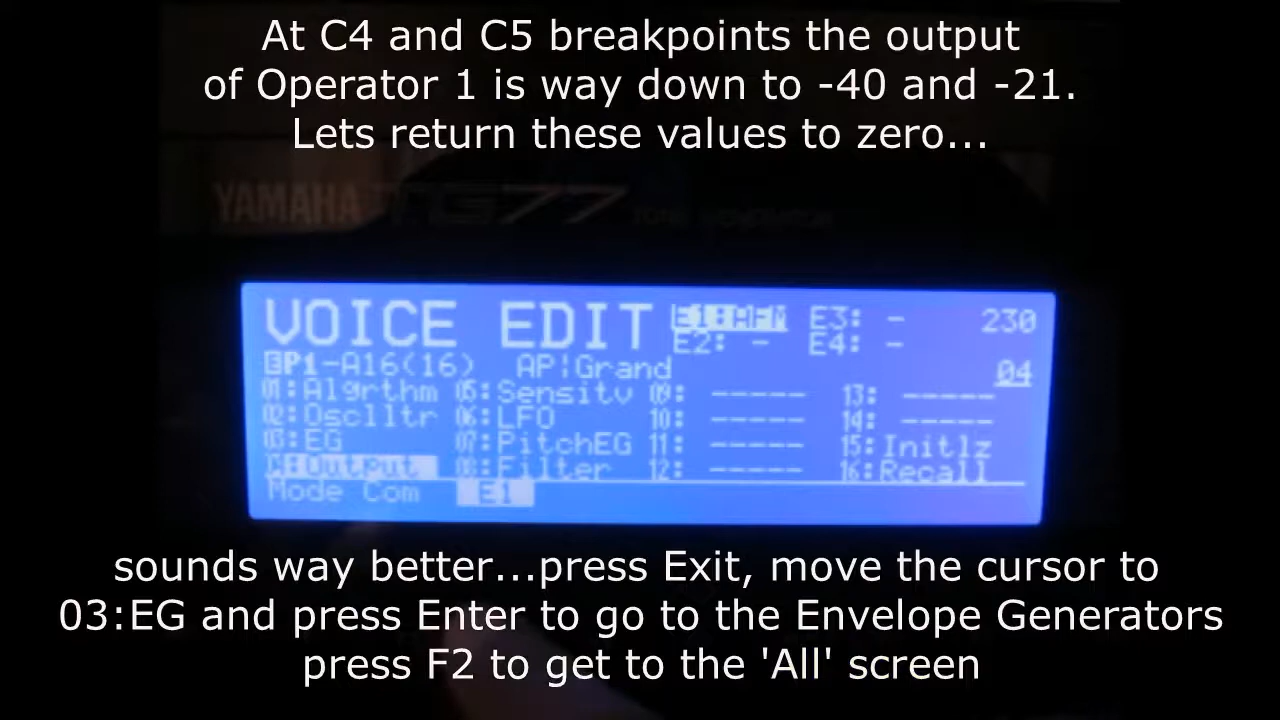 At C4 and C5 breakpoints the output
of Operator 1 is way down to -40 and -21.
Lets return these values to zero...
YAMAHA TG77 TONE GENERATOR
VOICE EDIT E1:AFM E3: - 230
E2: - E4: -
EP1-A16(16) AP¦Grand 04
01:Algrthm 05:Sensitv 09: ----- 13: -----
02:Osclltr 06:LFO 10: ----- 14: -----
03:EG 07:PitchEG 11: ----- 15:Initlz
04:Output 08:Filter 12: ----- 16:Recall
Mode Com E1
sounds way better...press Exit, move the cursor to
03:EG and press Enter to go to the Envelope Generators
press F2 to get to the 'All' screen